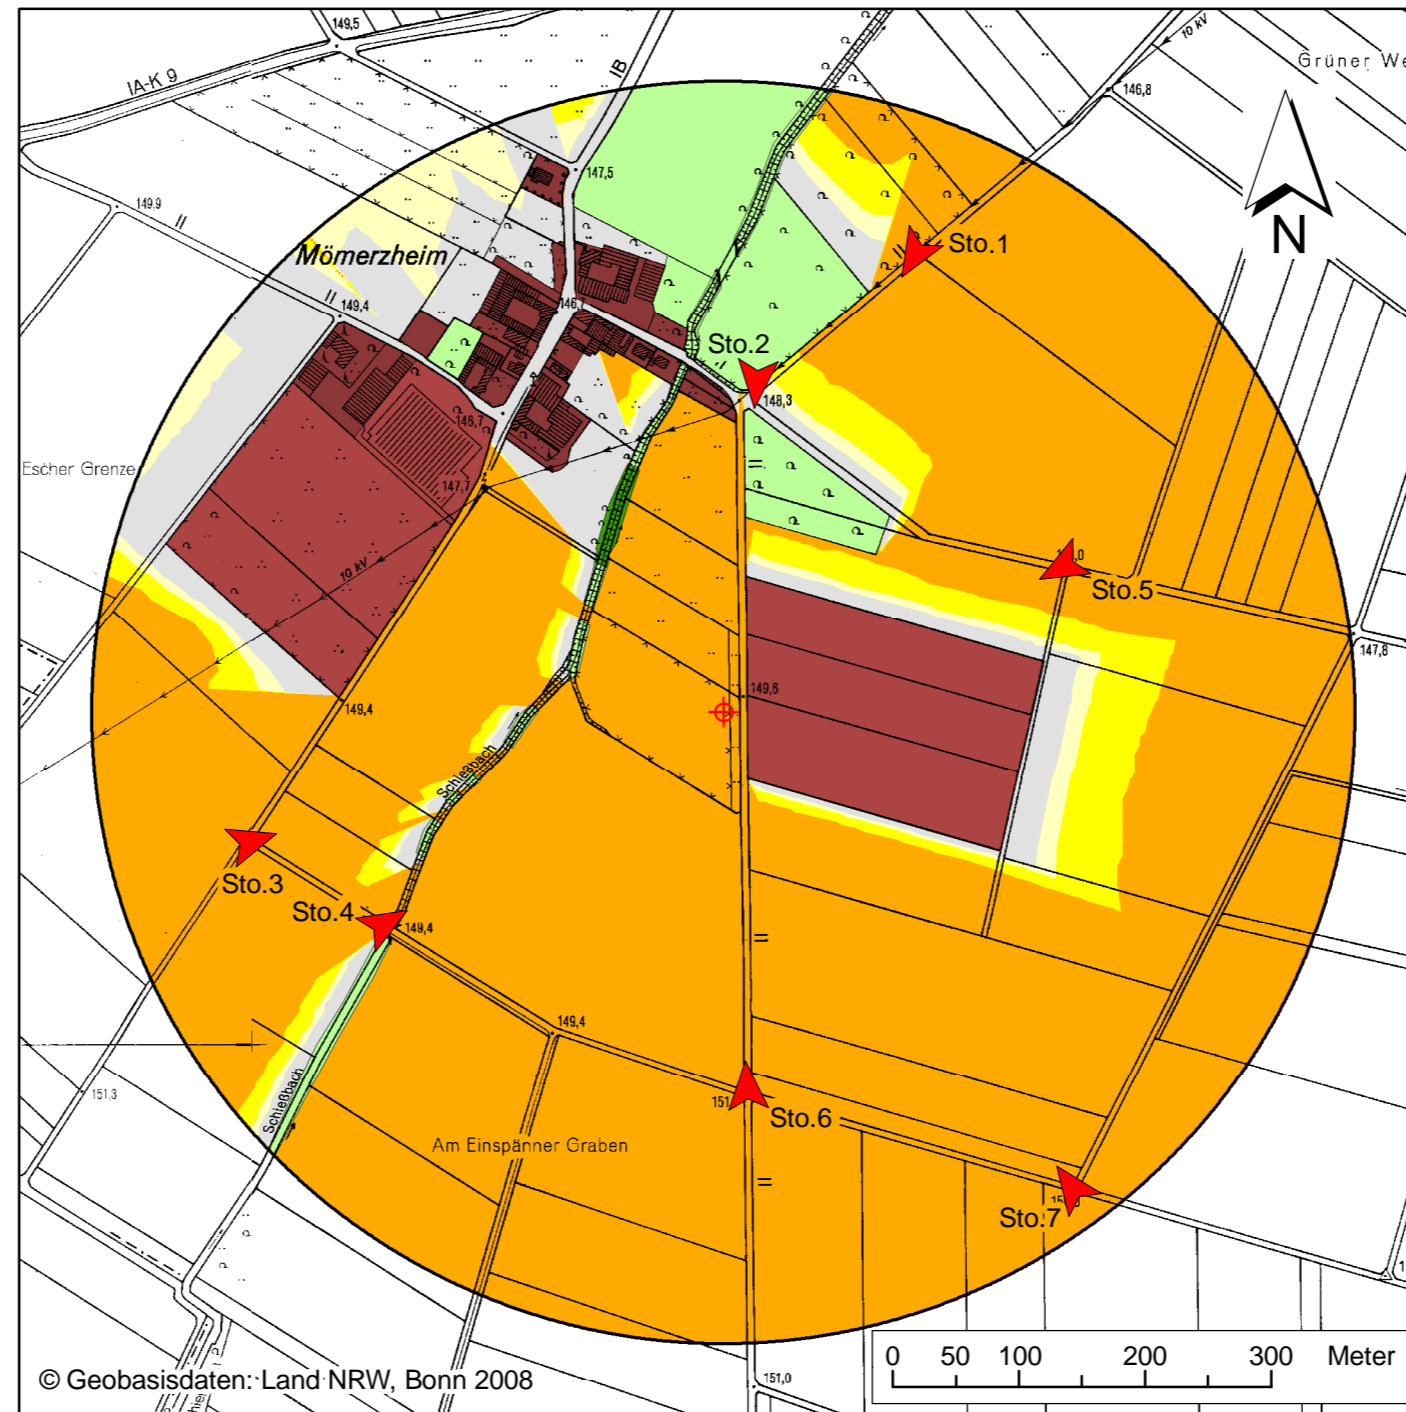 149,5
10 kV
Grüner We
IA-K 9
IB
146,8
147,5
149,9
Sto.1
N
Mömerzheim
149,4
146,7
Sto.2
148,3
146,7
Escher Grenze
147,7
10 kV
Sto.5
147,8
149,4
149,6
Schießbach
Sto.3
Sto.4
149,4
149,4
151,3
Schießbach
151
Sto.6
Am Einspänner Graben
Sto.7
0 50 100 200 300 Meter
© Geobasisdaten: Land NRW, Bonn 2008
151,0